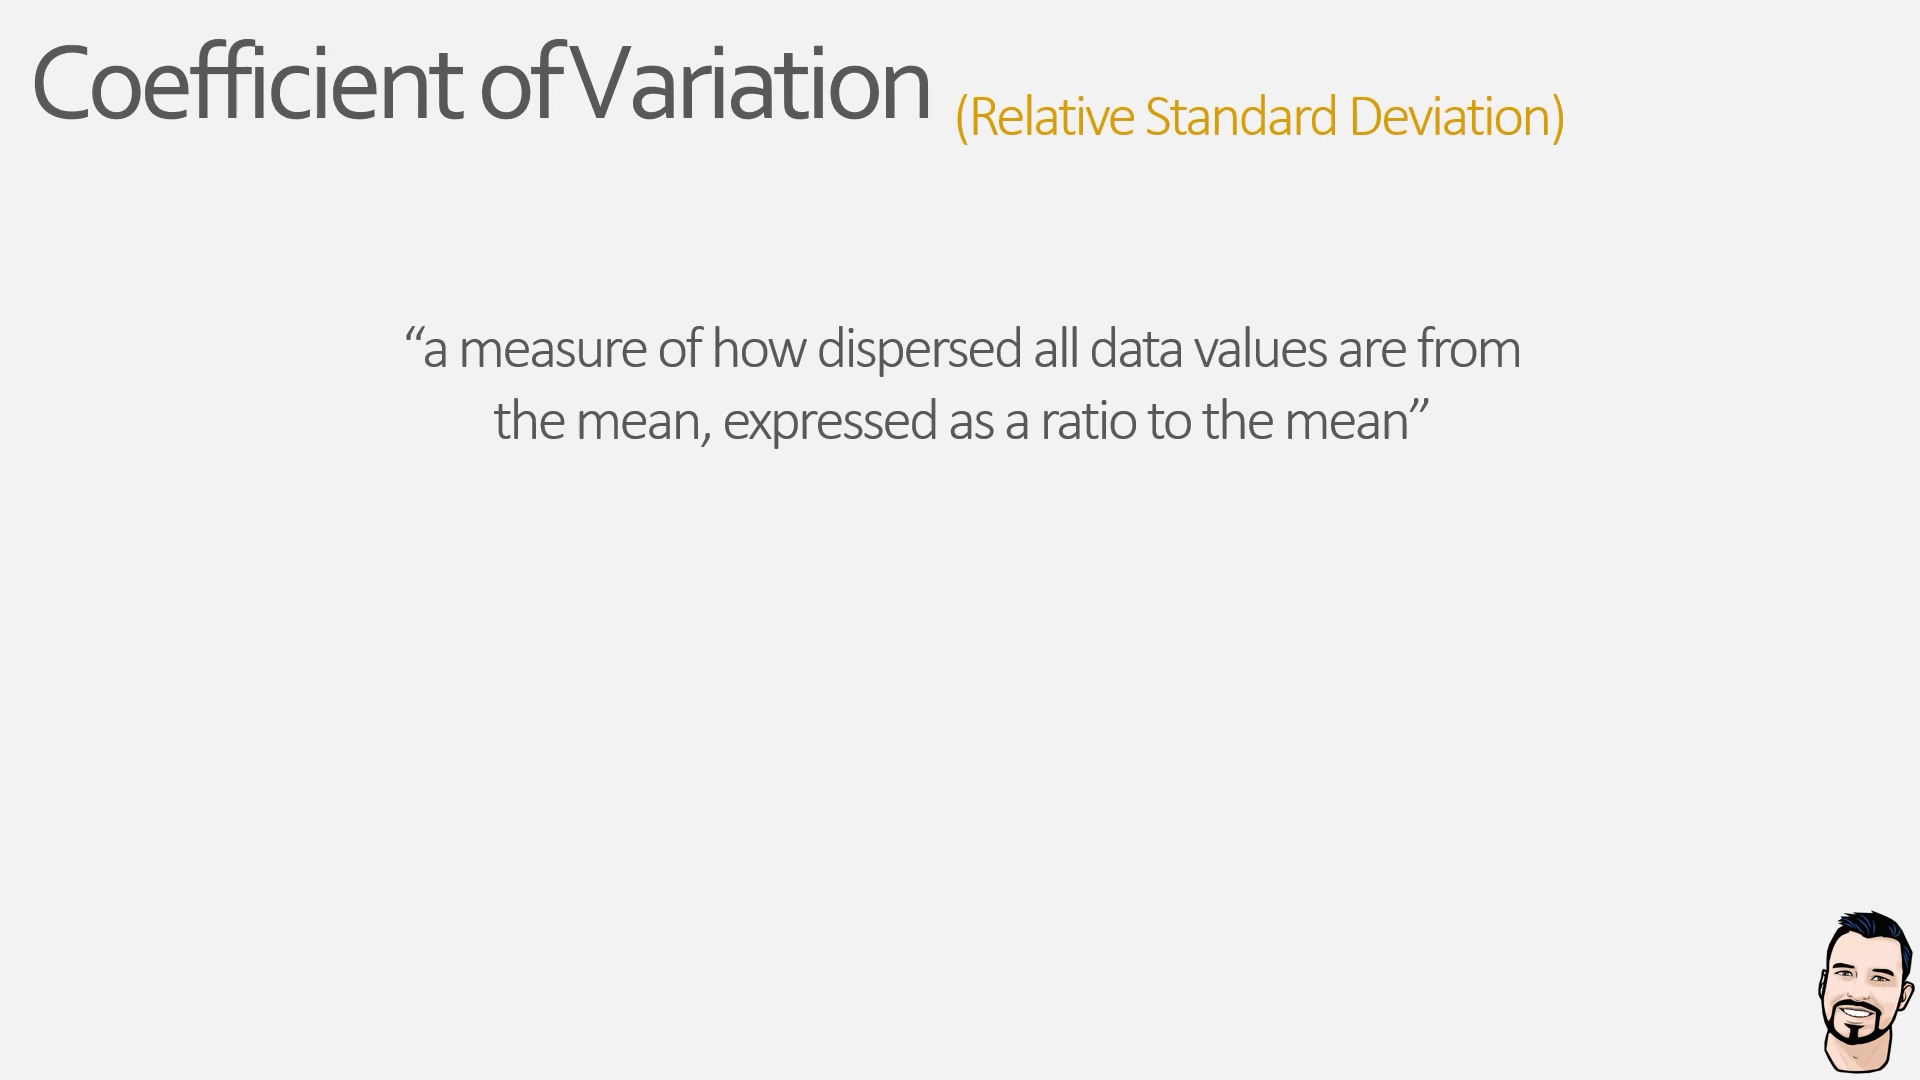 Coefficient of Variation (Relative Standard Deviation)
“a measure of how dispersed all data values are from
the mean, expressed as a ratio to the mean”